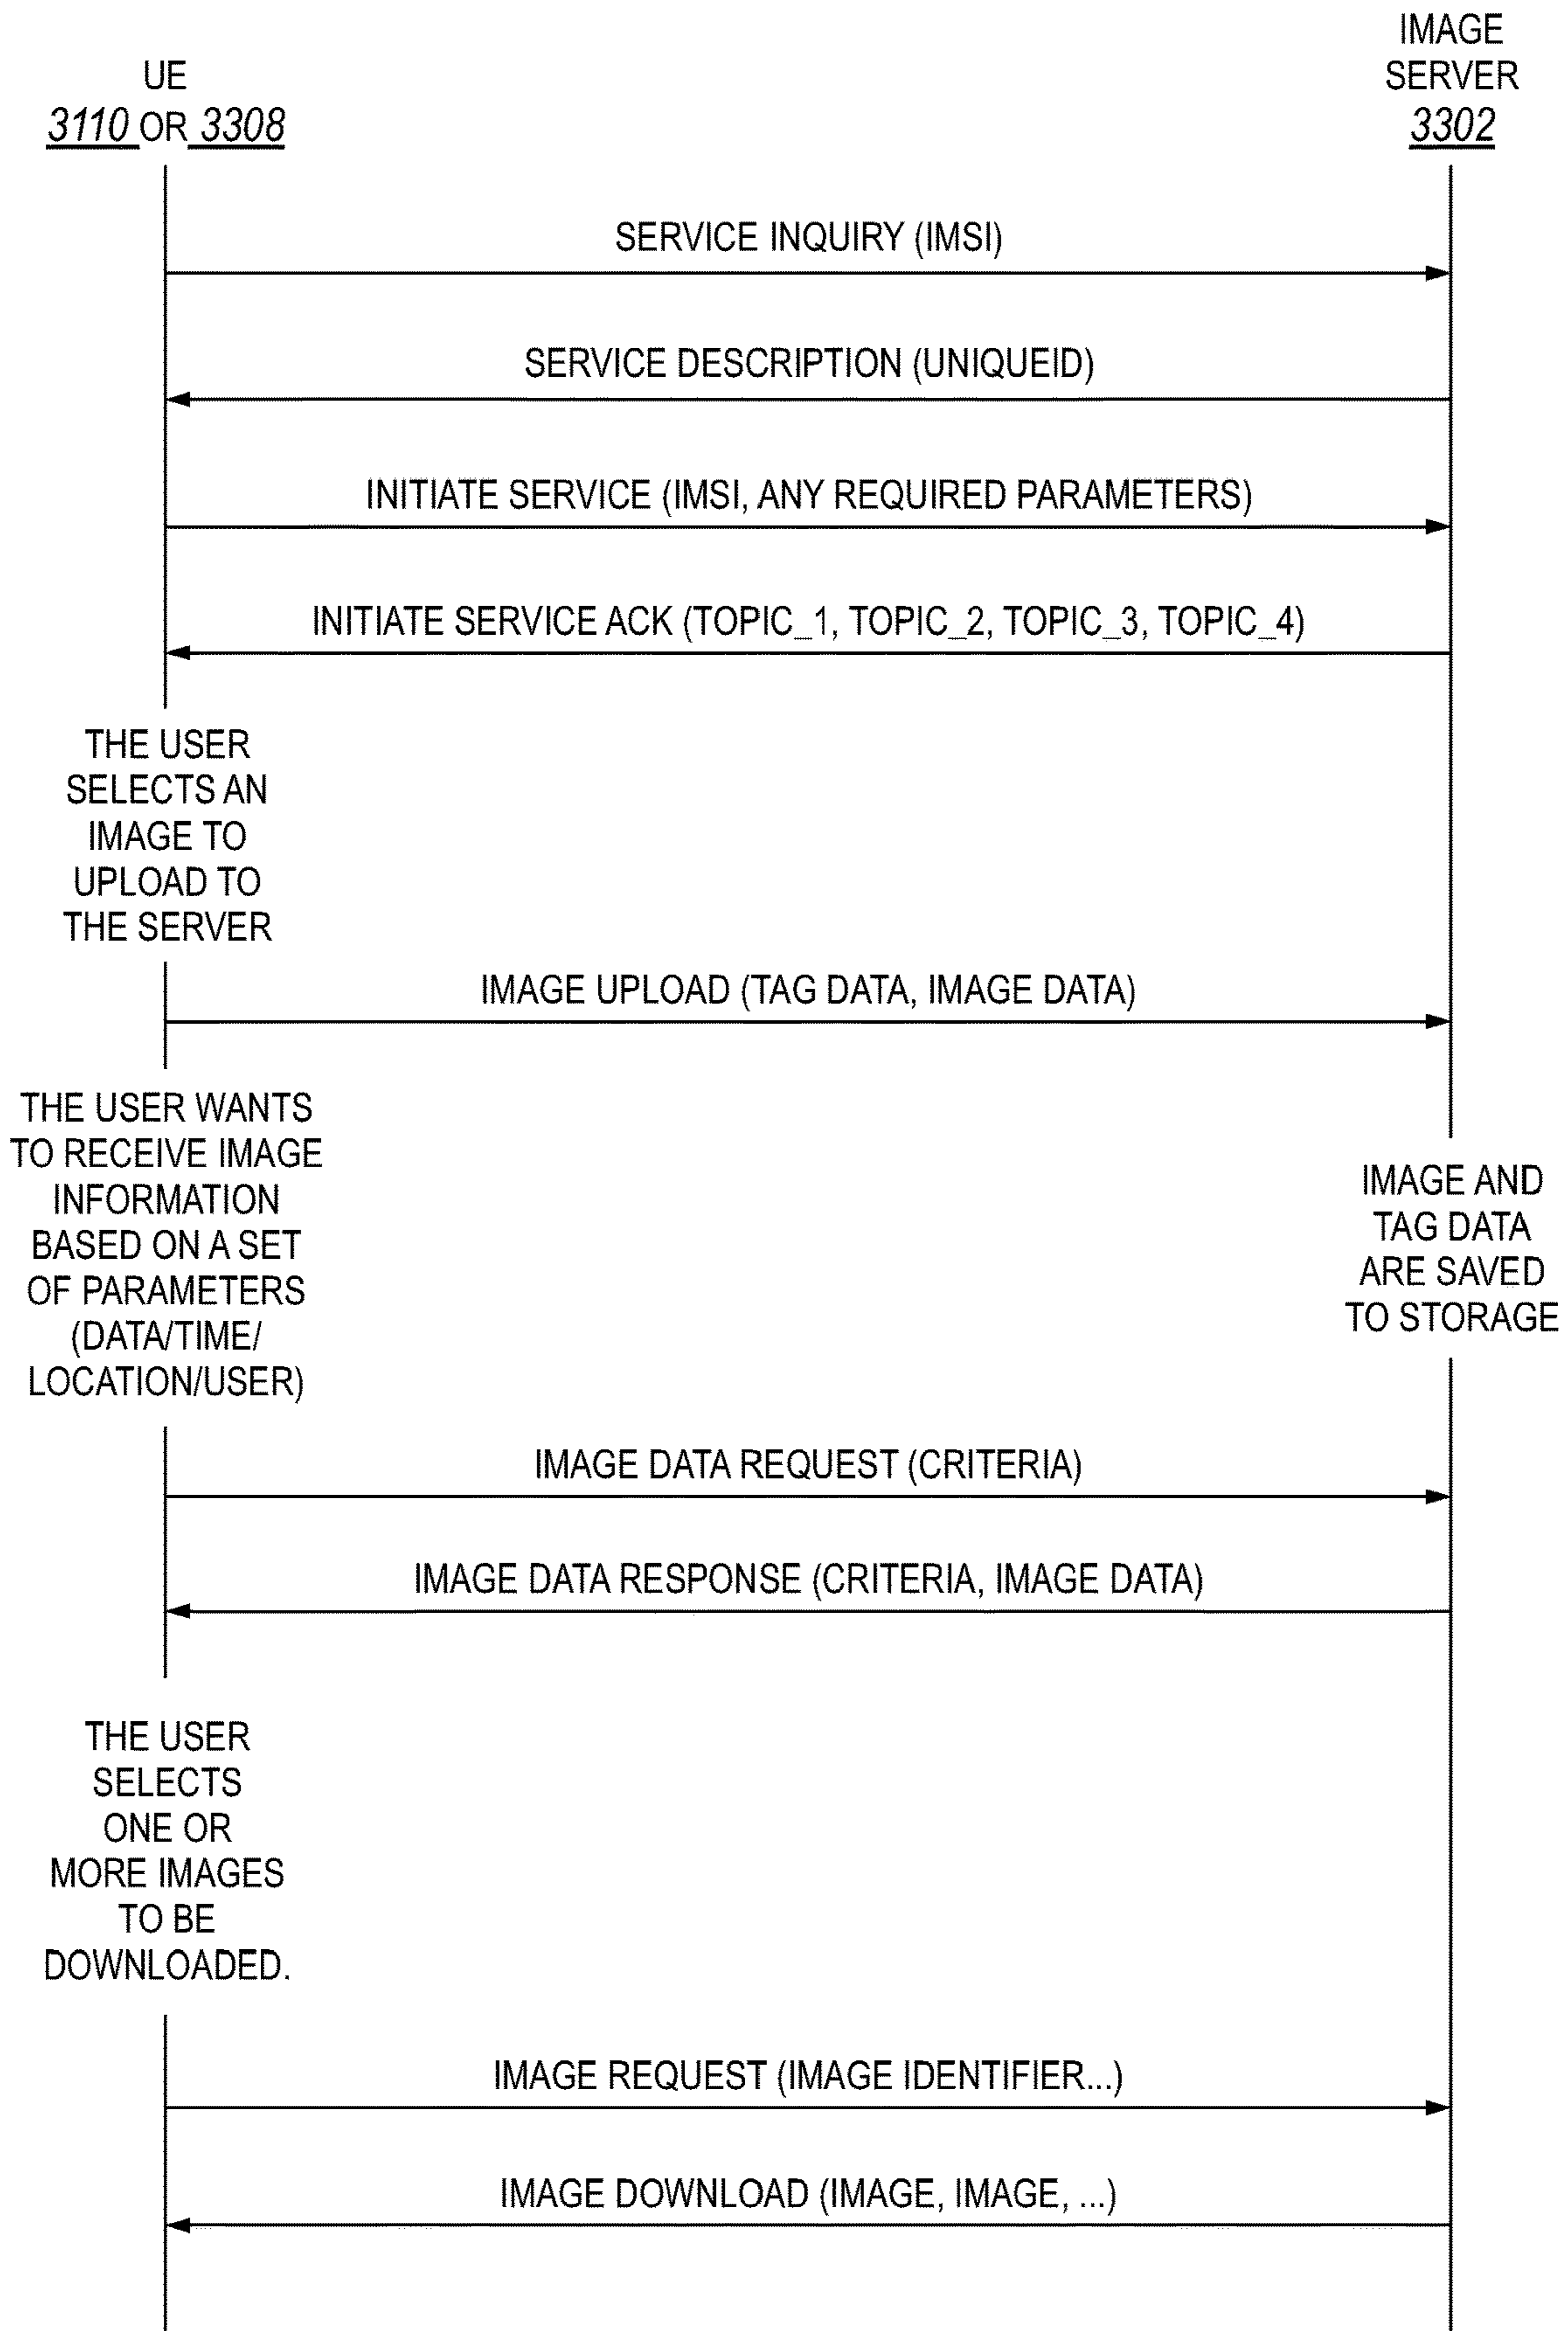 IMAGE
SERVER
3302
UE
3110 OR 3308
SERVICE INQUIRY (IMSI)
SERVICE DESCRIPTION (UNIQUEID)
INITIATE SERVICE (IMSI, ANY REQUIRED PARAMETERS)
INITIATE SERVICE ACK (TOPIC_1, TOPIC_2, TOPIC_3, TOPIC_4)
THE USER
SELECTS AN
IMAGE TO
UPLOAD TO
THE SERVER
IMAGE UPLOAD (TAG DATA, IMAGE DATA)
THE USER WANTS
TO RECEIVE IMAGE
INFORMATION
BASED ON A SET
OF PARAMETERS
(DATA/TIME/
LOCATION/USER)
IMAGE AND
TAG DATA
ARE SAVED
TO STORAGE
IMAGE DATA REQUEST (CRITERIA)
IMAGE DATA RESPONSE (CRITERIA, IMAGE DATA)
THE USER
SELECTS
ONE OR
MORE IMAGES
TO BE
DOWNLOADED.
IMAGE REQUEST (IMAGE IDENTIFIER...)
IMAGE DOWNLOAD (IMAGE, IMAGE, ...)